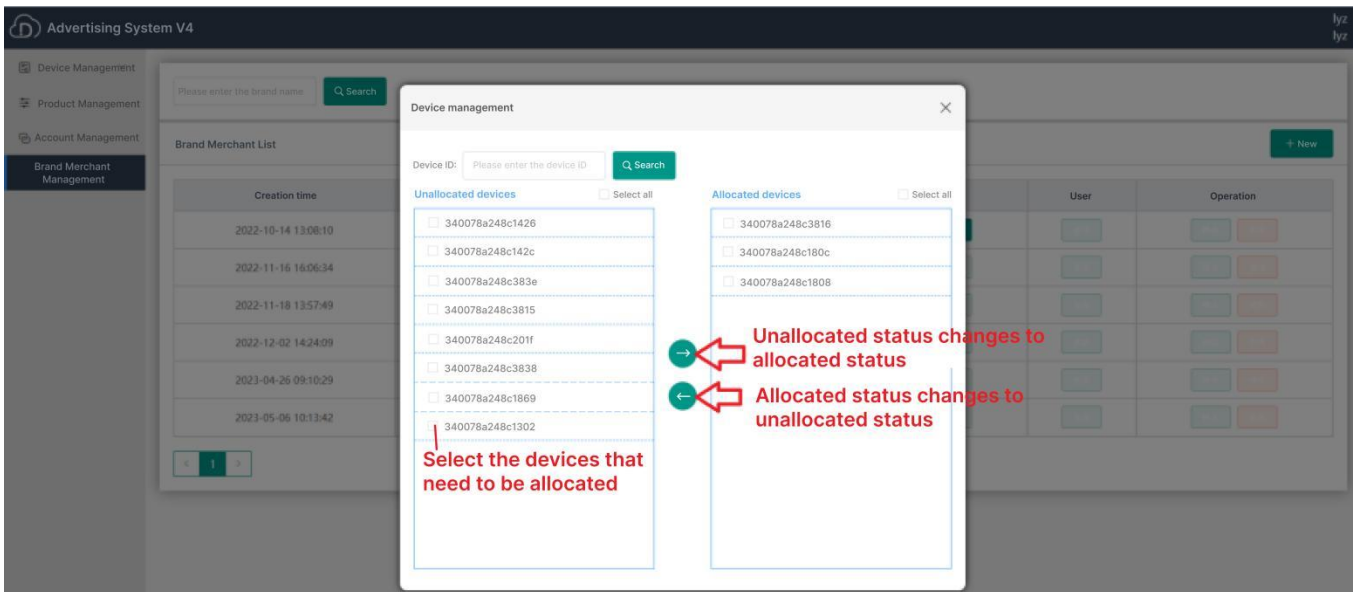 Advertising System V4
lyz
lyz
Device Management
Product Management
Account Management
Brand Merchant
Management
Please enter the brand name
Search
Brand Merchant List
+ New
Creation time
User
Operation
2022-10-14 13:08:10
2022-11-16 16:06:34
2022-11-18 13:57:49
2022-12-02 14:24:09
2023-04-26 09:10:29
2023-05-06 10:13:42
< 1 >
Device management
Device ID: Please enter the device ID Search
Unallocated devices Select all
340078a248c1426
340078a248c142c
340078a248c383e
340078a248c3815
340078a248c201f
340078a248c3838
340078a248c1869
340078a248c1302
Select the devices that
need to be allocated
Allocated devices Select all
340078a248c3816
340078a248c180c
340078a248c1808
Unallocated status changes to
allocated status
Allocated status changes to
unallocated status